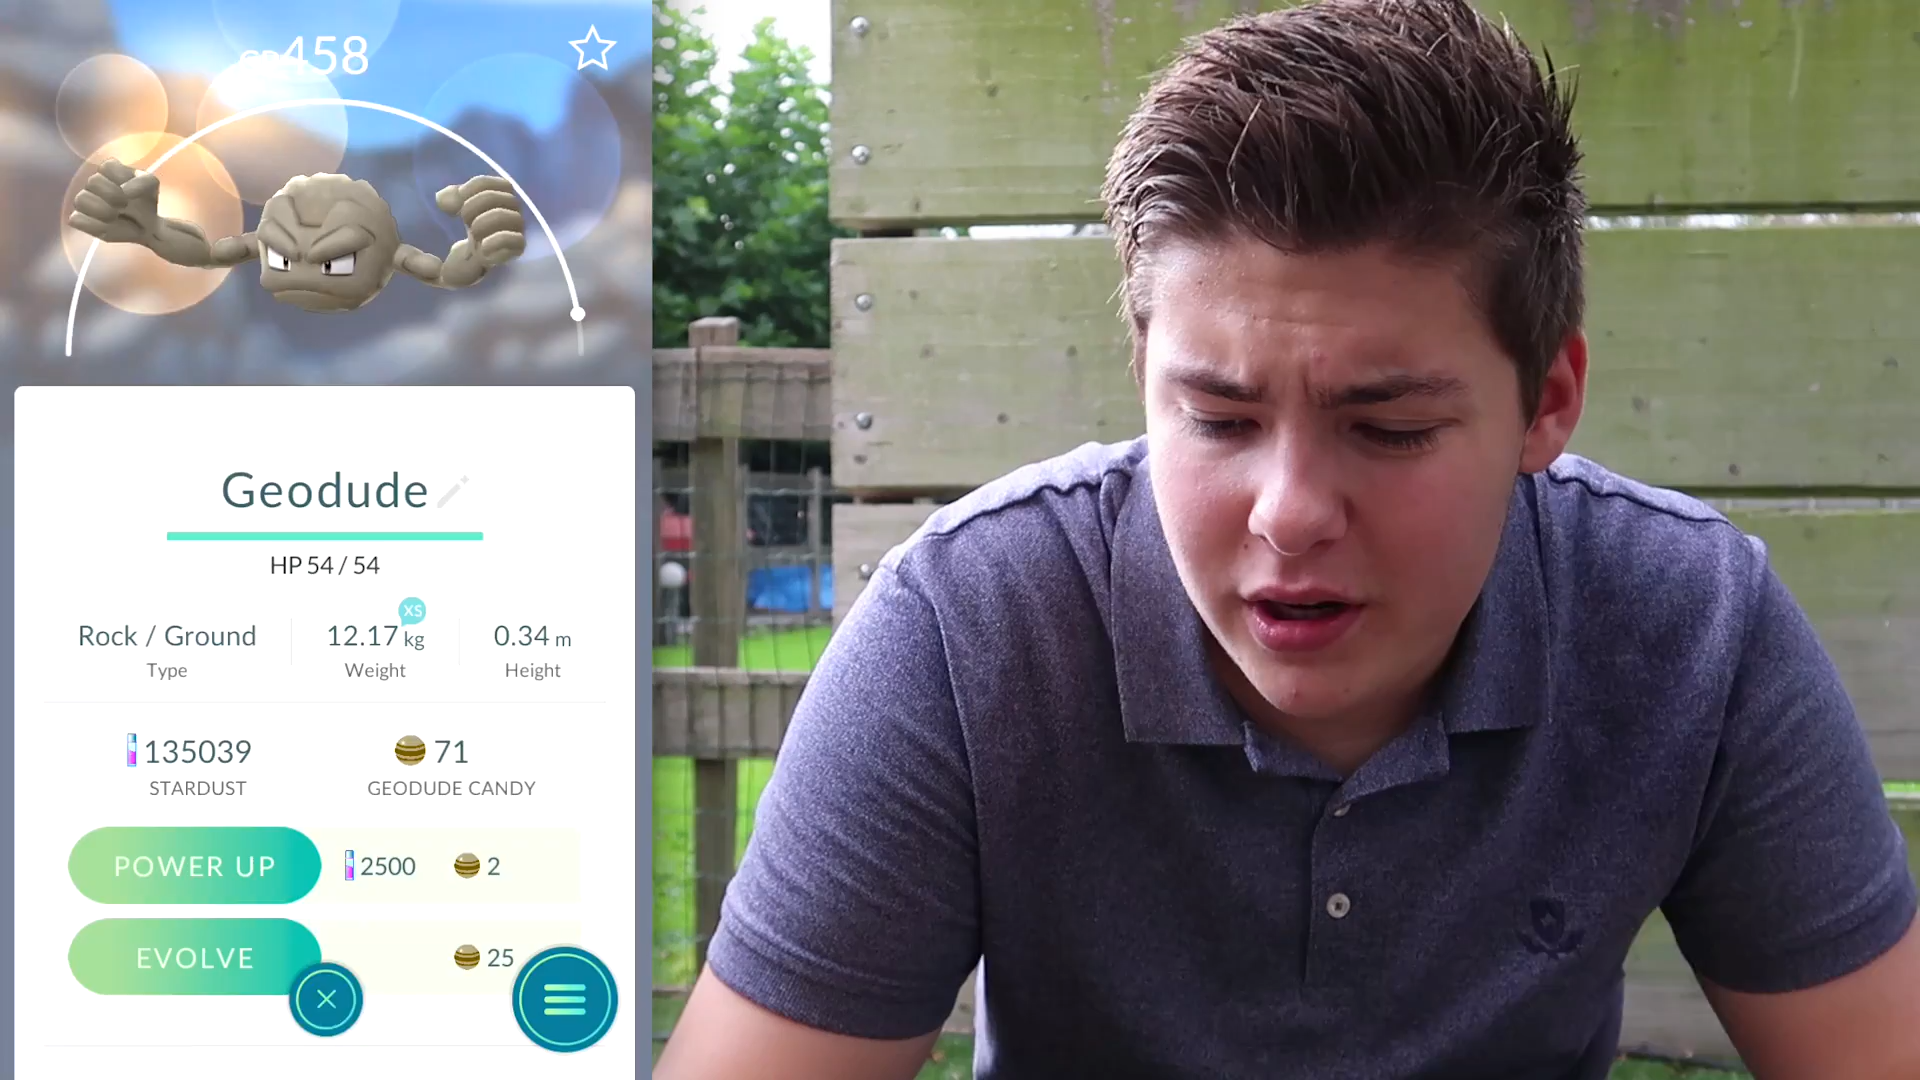 CP458
Geodude
HP 54 / 54
XS
Rock / Ground
12.17 kg
0.34 m
Type
Weight
Height
135039
71
STARDUST
GEODUDE CANDY
POWER UP
2500
2
EVOLVE
25